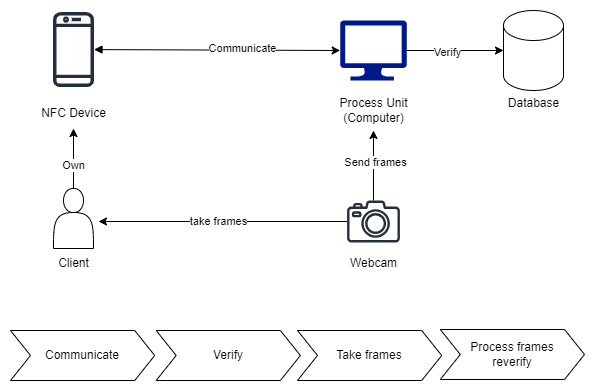 Communicate
Verify
NFC Device
Process Unit
(Computer)
Database
Own
Send frames
take frames
Client
Webcam
Communicate
Verify
Take frames
Process frames
reverify